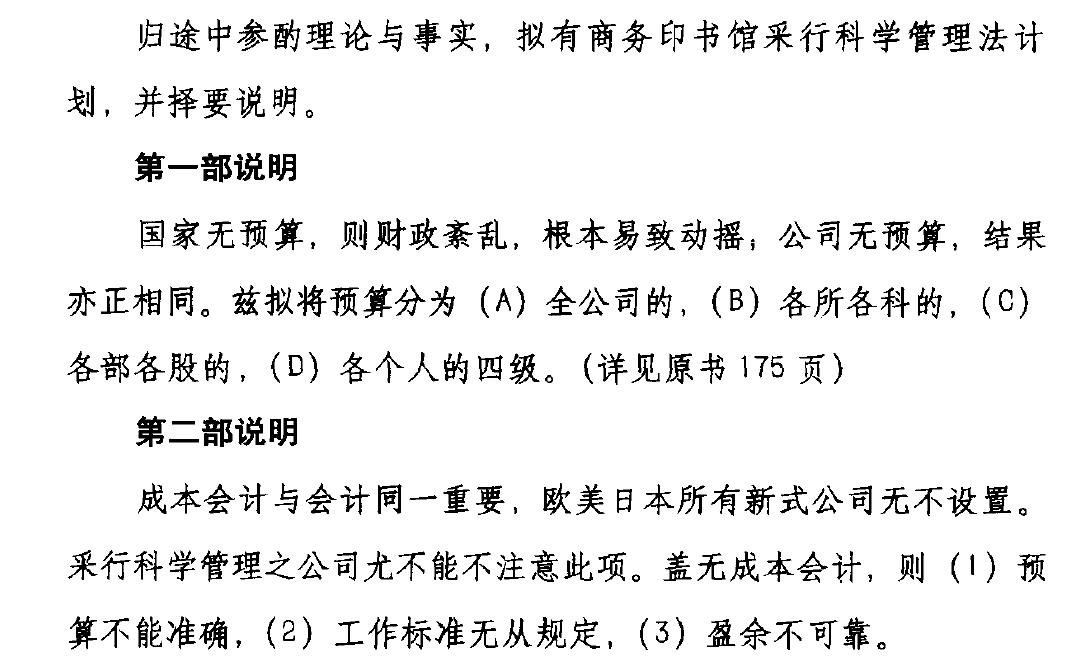 归途中参酌理论与事实，拟有商务印书馆采行科学管理法计
划，并择要说明。
第一部说明
国家无预算，则财政紊乱，根本易致动摇；公司无预算，结果
亦正相同。兹拟将预算分为（A）全公司的，（B）各所各科的，（C）
各部各股的，（D）各个人的四级。（详见原书175页）
第二部说明
成本会计与会计同一重要，欧美日本所有新式公司无不设置。
采行科学管理之公司尤不能不注意此项。盖无成本会计，则（1）预
算不能准确，（2）工作标准无从规定，（3）盈余不可靠。